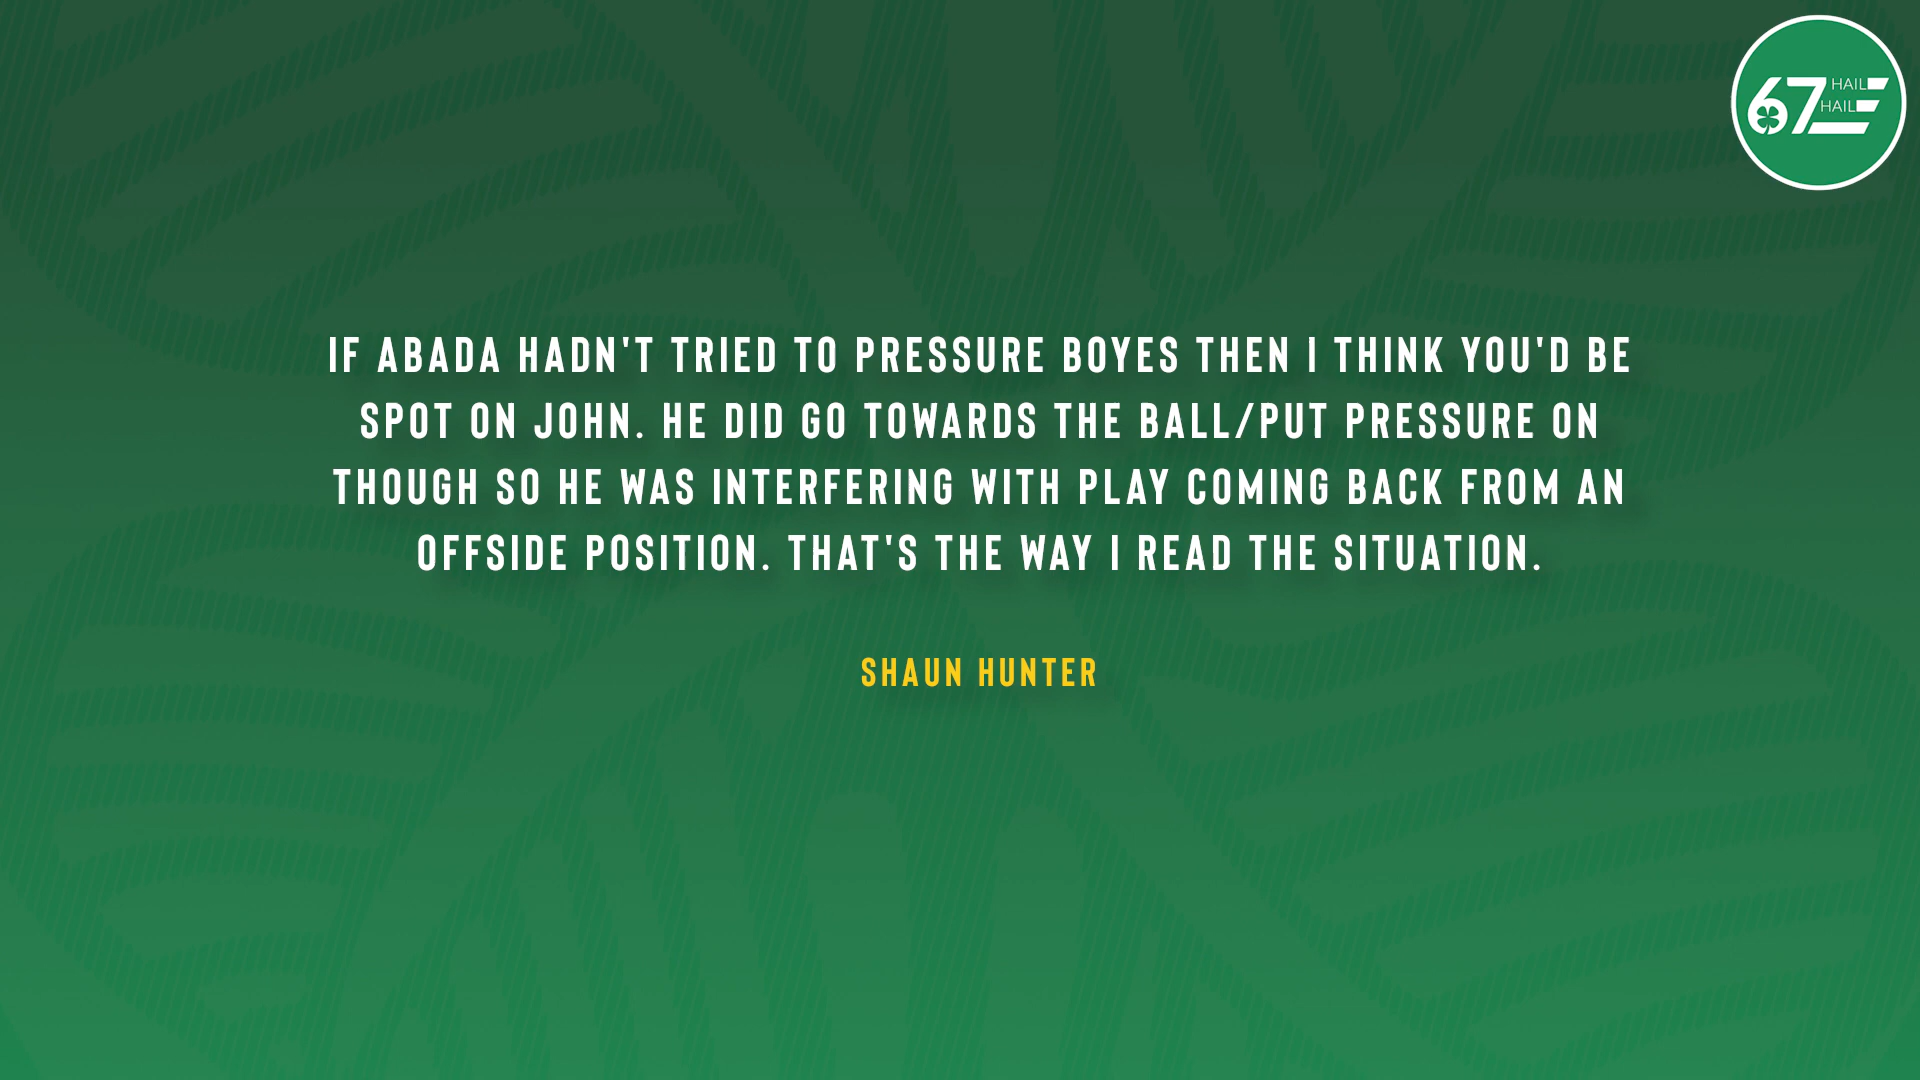 67 HAIL
HAIL
IF ABADA HADN'T TRIED TO PRESSURE BOYES THEN I THINK YOU'D BE
SPOT ON JOHN. HE DID GO TOWARDS THE BALL/PUT PRESSURE ON
THOUGH SO HE WAS INTERFERING WITH PLAY COMING BACK FROM AN
OFFSIDE POSITION. THAT'S THE WAY I READ THE SITUATION.
SHAUN HUNTER